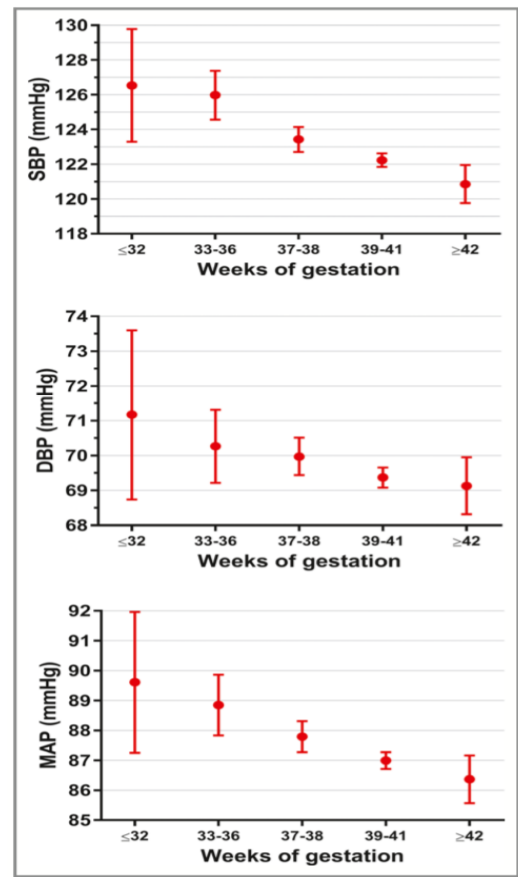 SBP (mmHg)
130
128
126
124
122
120
118
≤32 33-36 37-38 39-41 ≥42
Weeks of gestation
DBP (mmHg)
74
73
72
71
70
69
68
≤32 33-36 37-38 39-41 ≥42
Weeks of gestation
MAP (mmHg)
92
91
90
89
88
87
86
85
≤32 33-36 37-38 39-41 ≥42
Weeks of gestation